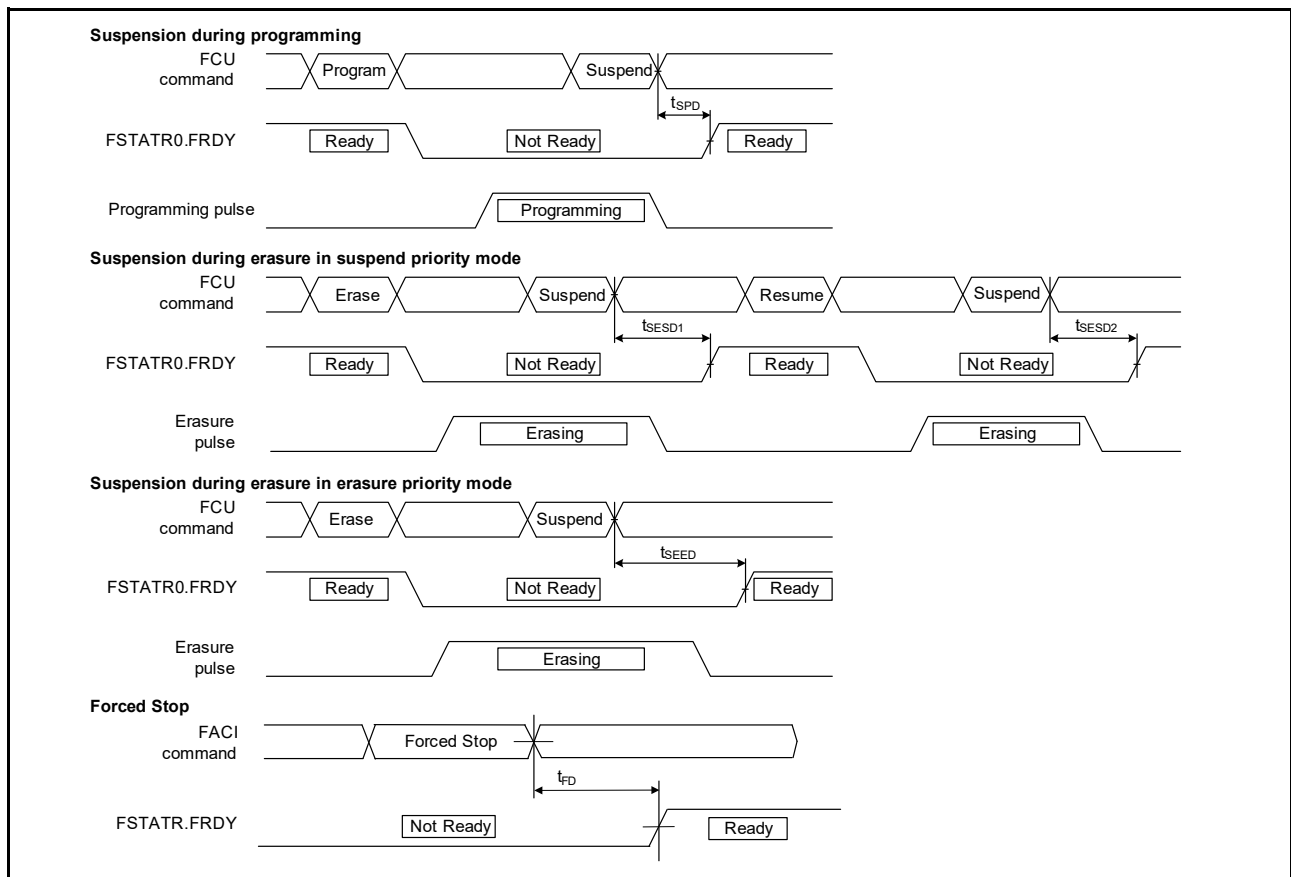 Suspension during programming
FCU
command
Program
Suspend
tSPD
FSTATR0.FRDY
Ready
Not Ready
Ready
Programming pulse
Programming
Suspension during erasure in suspend priority mode
FCU
command
Erase
Suspend
Resume
Suspend
tSESD1
tSESD2
FSTATR0.FRDY
Ready
Not Ready
Ready
Not Ready
Erasure
pulse
Erasing
Erasing
Suspension during erasure in erasure priority mode
FCU
command
Erase
Suspend
tSEED
FSTATR0.FRDY
Ready
Not Ready
Ready
Erasure
pulse
Erasing
Forced Stop
FACI
command
Forced Stop
tFD
FSTATR.FRDY
Not Ready
Ready